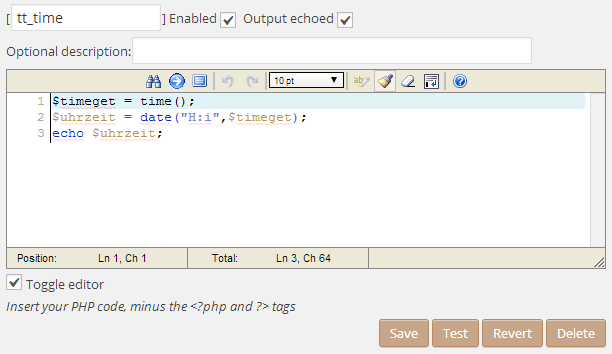 [ tt_time ] Enabled Output echoed
Optional description:
10 pt
1 $timeget = time();
2 $uhrzeit = date("H:i",$timeget);
3 echo $uhrzeit;
Position: Ln 1, Ch 1 Total: Ln 3, Ch 64
Toggle editor
Insert your PHP code, minus the <?php and ?> tags
Save Test Revert Delete